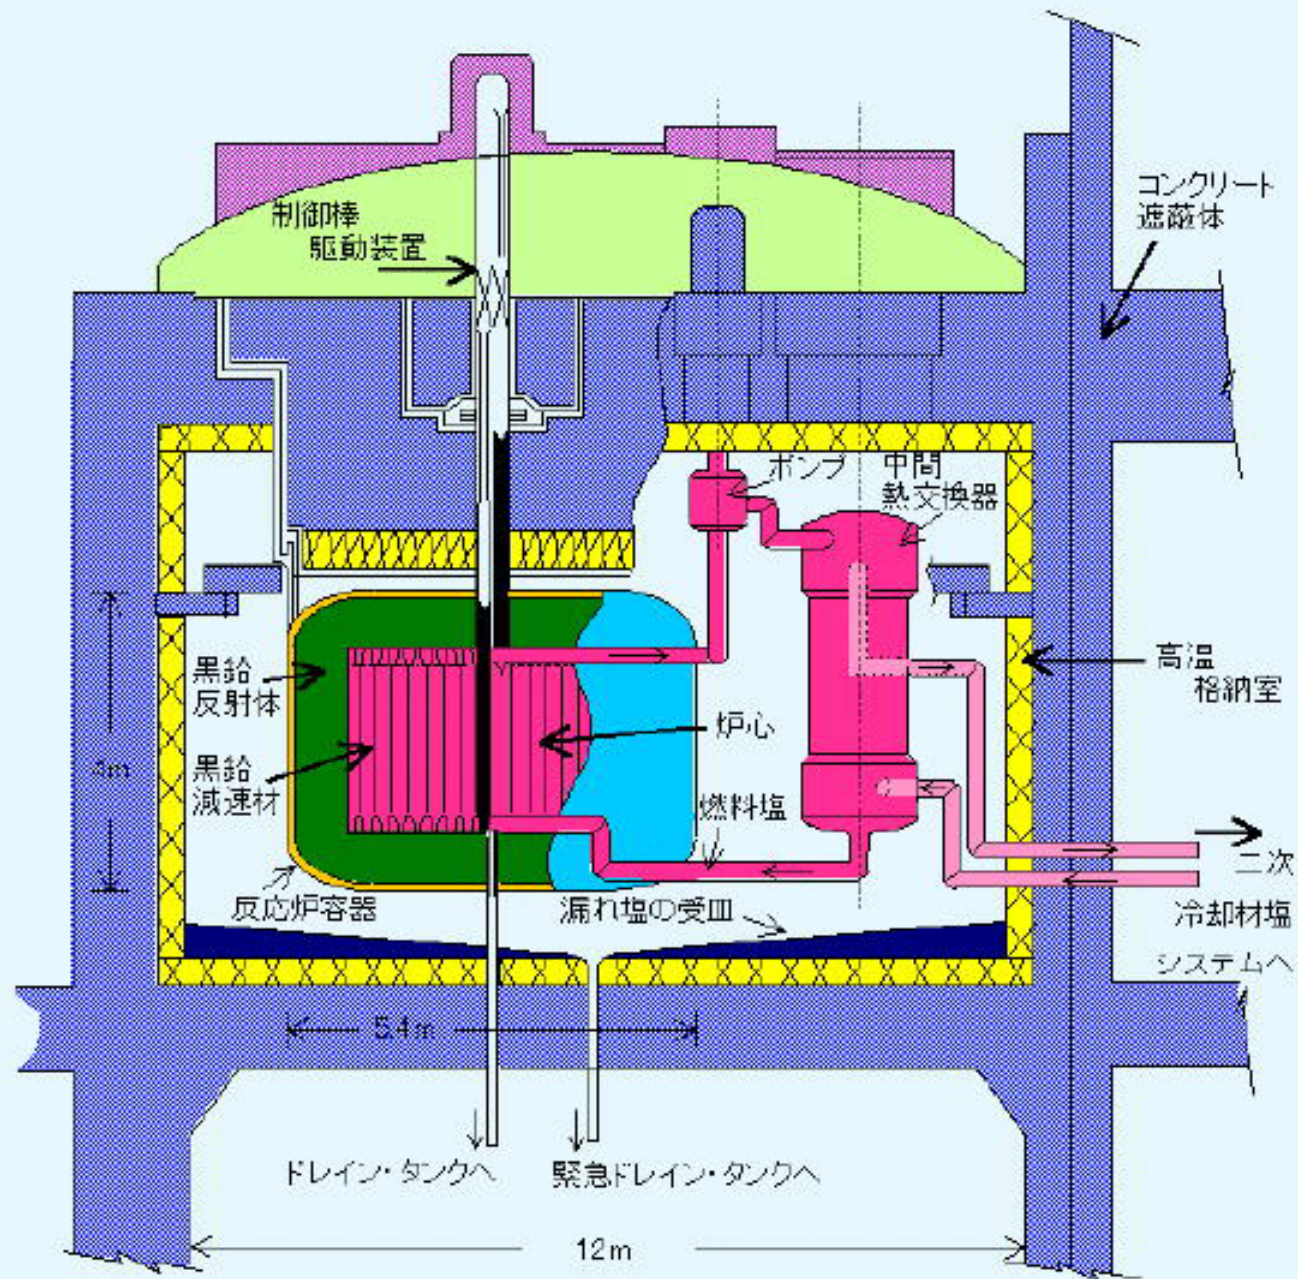 コンクリート
遮蔽体
制御棒
駆動装置
ポンプ
中間
熱交換器
黒鉛
反射体
高温
格納室
炉心
4m
黒鉛
減速材
燃料塩
二次
冷却材塩
システムへ
反応炉容器
漏れ塩の受皿
5.4m
ドレイン・タンクへ
緊急ドレイン・タンクへ
12m